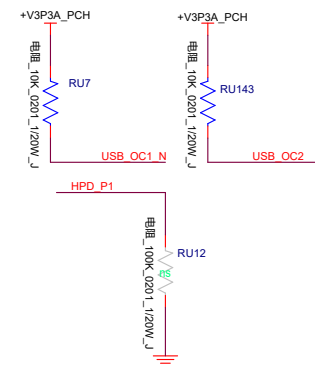 +V3P3A_PCH
+V3P3A_PCH
电阻_10K_0201_1/20W_J
RU7
电阻_10K_0201_1/20W_J
RU143
USB_OC1_N
USB_OC2
HPD_P1
电阻_100K_0201_1/20W_J
RU12
ns